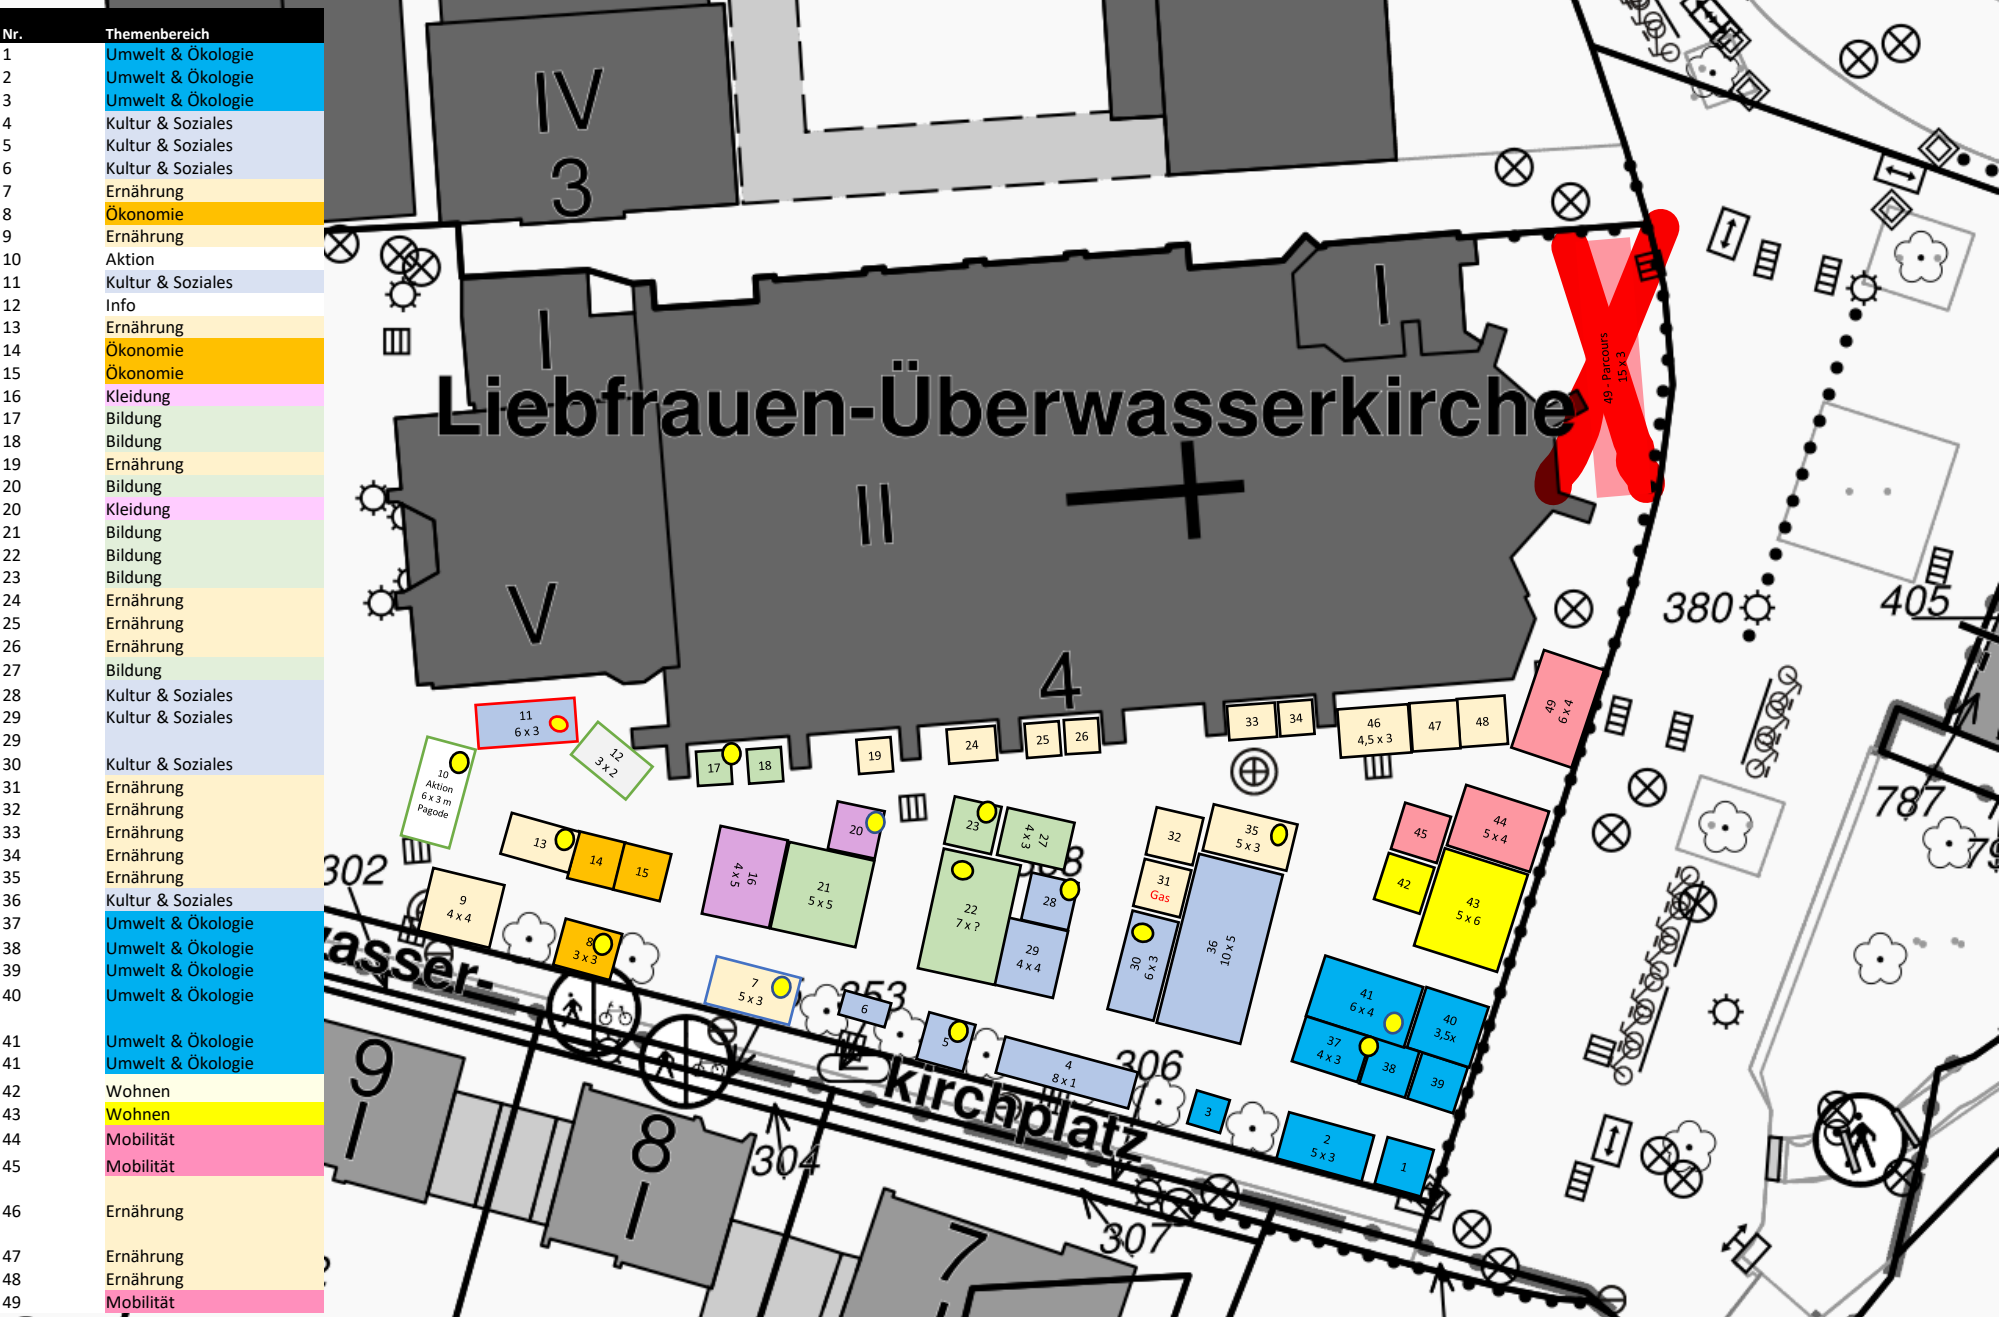 Nr. Themenbereich
1 Umwelt & Ökologie
2 Umwelt & Ökologie
3 Umwelt & Ökologie
4 Kultur & Soziales
5 Kultur & Soziales
6 Kultur & Soziales
7 Ernährung
8 Ökonomie
9 Ernährung
10 Aktion
11 Kultur & Soziales
12 Info
13 Ernährung
14 Ökonomie
15 Ökonomie
16 Kleidung
17 Bildung
18 Bildung
19 Ernährung
20 Bildung
20 Kleidung
21 Bildung
22 Bildung
23 Bildung
24 Ernährung
25 Ernährung
26 Ernährung
27 Bildung
28 Kultur & Soziales
29 Kultur & Soziales
29
30 Kultur & Soziales
31 Ernährung
32 Ernährung
33 Ernährung
34 Ernährung
35 Ernährung
36 Kultur & Soziales
37 Umwelt & Ökologie
38 Umwelt & Ökologie
39 Umwelt & Ökologie
40 Umwelt & Ökologie
41 Umwelt & Ökologie
41 Umwelt & Ökologie
42 Wohnen
43 Wohnen
44 Mobilität
45 Mobilität
46 Ernährung
47 Ernährung
48 Ernährung
49 Mobilität
IV
3
I
I
Liebfrauen-Überwasserkirche
II
V
4
49 - Parcours
15 x 3
380
405
787
79
11
6 x 3
12
3 x 2
10
Aktion
6 x 3 m
Pagode
17
18
19
24
25
26
33
34
46
4,5 x 3
47
48
49
6 x 4
13
14
15
9
4 x 4
8
3 x 3
16
4 x 5
20
21
5 x 5
7
5 x 3
6
5
23
27
4 x 3
22
7 x ?
28
29
4 x 4
4
8 x 1
32
35
5 x 3
31
Gas
30
6 x 3
36
10 x 5
45
44
5 x 4
42
43
5 x 6
41
6 x 4
40
3,5x
37
4 x 3
38
39
3
2
5 x 3
1
302
353
306
304
307
wasser-
kirchplatz
9
I
8
I
7